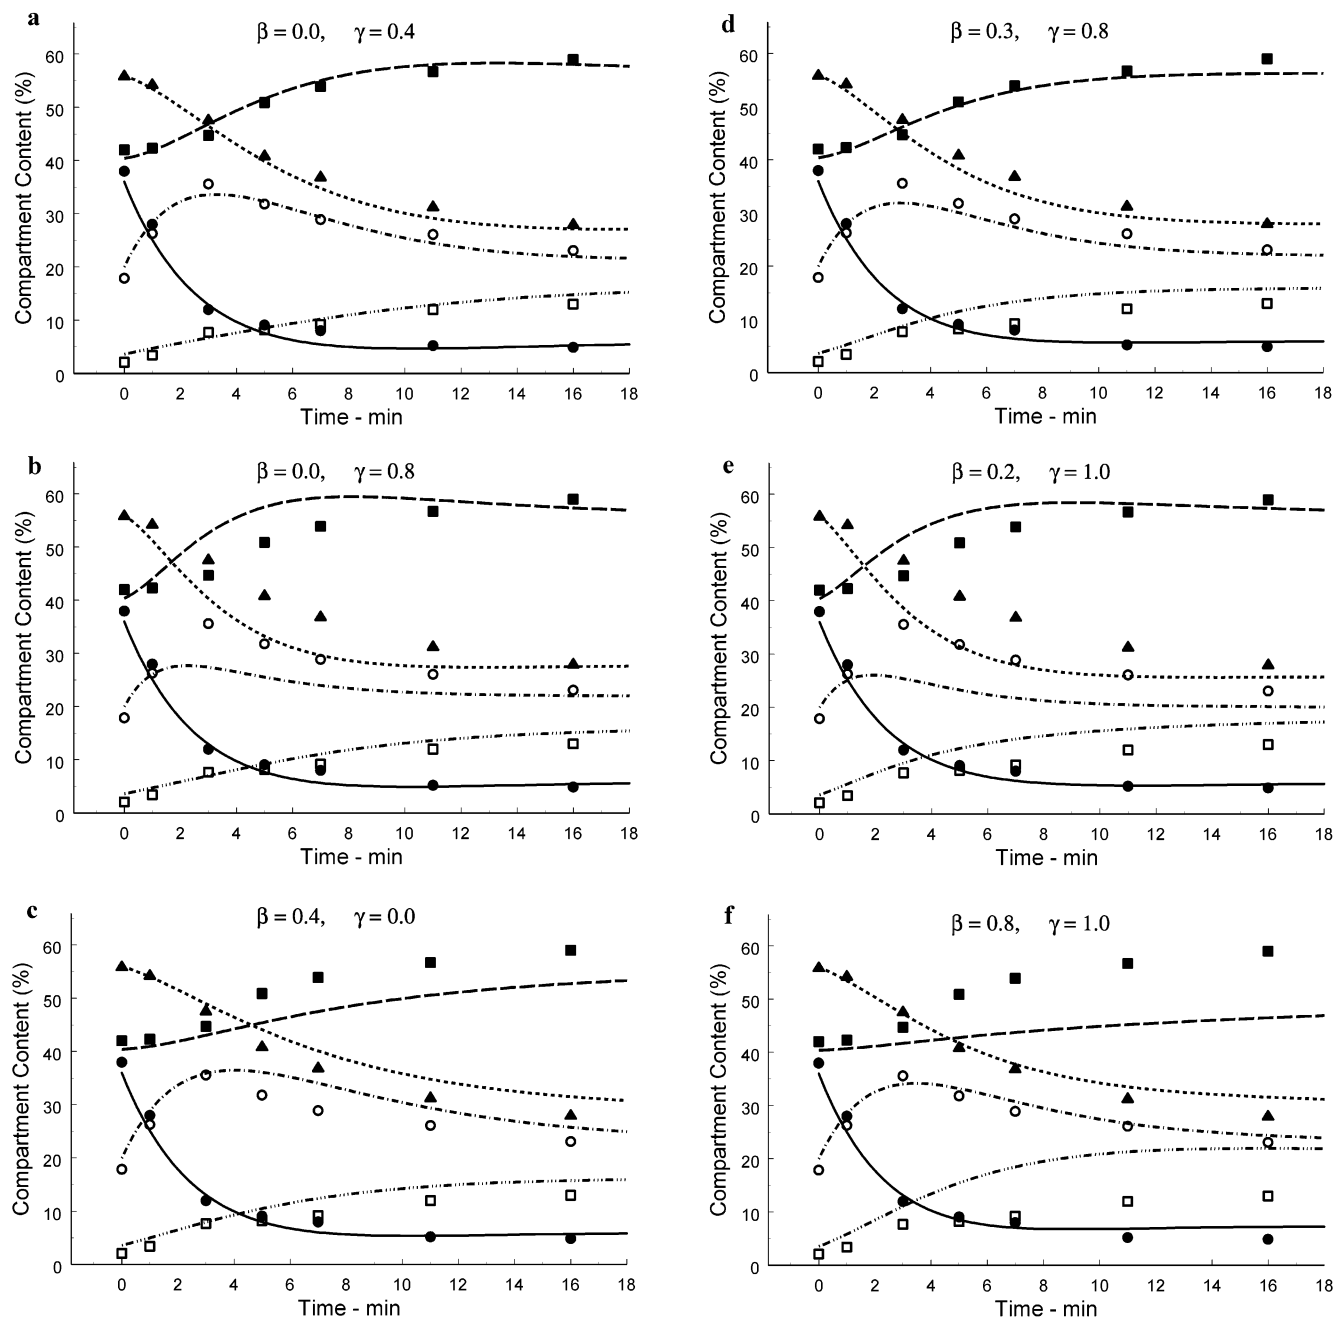 a
β = 0.0, γ = 0.4
Compartment Content (%)
60
50
40
30
20
10
0
0 2 4 6 8 10 12 14 16 18
Time - min
d
β = 0.3, γ = 0.8
Compartment Content (%)
60
50
40
30
20
10
0
0 2 4 6 8 10 12 14 16 18
Time - min
b
β = 0.0, γ = 0.8
Compartment Content (%)
60
50
40
30
20
10
0
0 2 4 6 8 10 12 14 16 18
Time - min
e
β = 0.2, γ = 1.0
Compartment Content (%)
60
50
40
30
20
10
0
0 2 4 6 8 10 12 14 16 18
Time - min
c
β = 0.4, γ = 0.0
Compartment Content (%)
60
50
40
30
20
10
0
0 2 4 6 8 10 12 14 16 18
Time - min
f
β = 0.8, γ = 1.0
Compartment Content (%)
60
50
40
30
20
10
0
0 2 4 6 8 10 12 14 16 18
Time - min